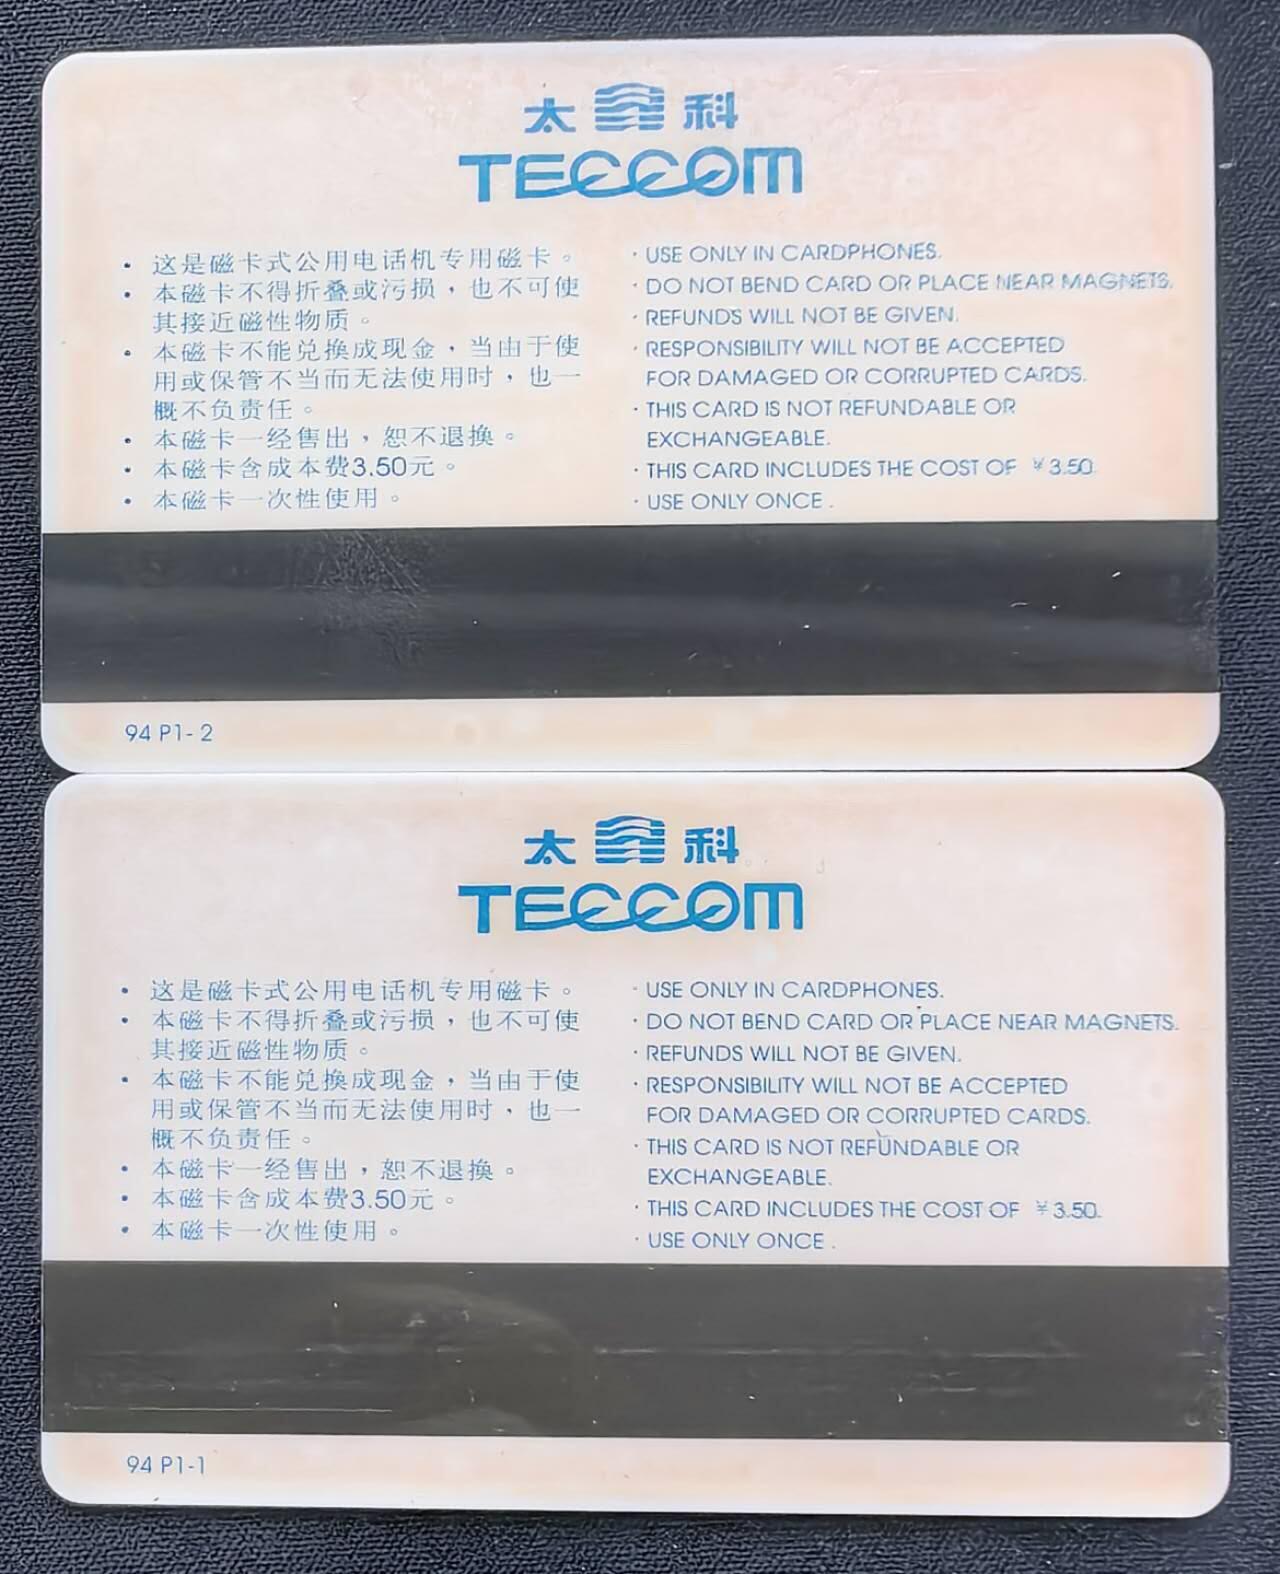 太 科
TECCOM
• 这是磁卡式公用电话机专用磁卡。
• 本磁卡不得折叠或污损，也不可使
其接近磁性物质。
• 本磁卡不能兑换成现金，当由于使
用或保管不当而无法使用时，也一
概不负责任。
• 本磁卡一经售出，恕不退换。
• 本磁卡含成本费3.50元。
• 本磁卡一次性使用。
· USE ONLY IN CARDPHONES.
· DO NOT BEND CARD OR PLACE NEAR MAGNETS.
· REFUNDS WILL NOT BE GIVEN.
· RESPONSIBILITY WILL NOT BE ACCEPTED
FOR DAMAGED OR CORRUPTED CARDS.
· THIS CARD IS NOT REFUNDABLE OR
EXCHANGEABLE.
· THIS CARD INCLUDES THE COST OF ¥3.50.
· USE ONLY ONCE.
94 P1-2
太 科
TECCOM
• 这是磁卡式公用电话机专用磁卡。
• 本磁卡不得折叠或污损，也不可使
其接近磁性物质。
• 本磁卡不能兑换成现金，当由于使
用或保管不当而无法使用时，也一
概不负责任。
• 本磁卡一经售出，恕不退换。
• 本磁卡含成本费3.50元。
• 本磁卡一次性使用。
· USE ONLY IN CARDPHONES.
· DO NOT BEND CARD OR PLACE NEAR MAGNETS.
· REFUNDS WILL NOT BE GIVEN.
· RESPONSIBILITY WILL NOT BE ACCEPTED
FOR DAMAGED OR CORRUPTED CARDS.
· THIS CARD IS NOT REFUNDABLE OR
EXCHANGEABLE.
· THIS CARD INCLUDES THE COST OF ¥3.50.
· USE ONLY ONCE.
94 P1-1